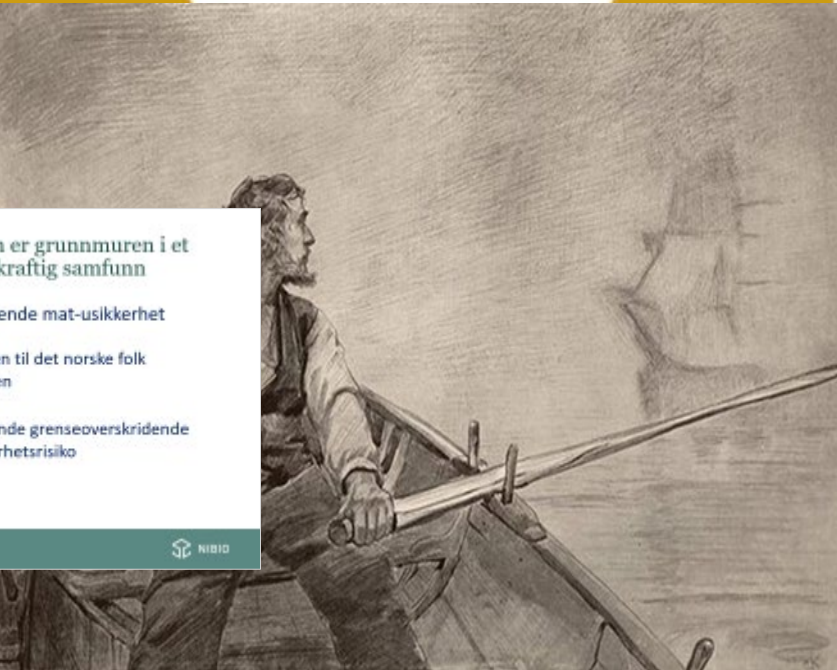 er grunnmuren i et
kraftig samfunn
ende mat-usikkerhet
n til det norske folk
en
nde grenseoverskridende
rhetsrisiko
NIBIO